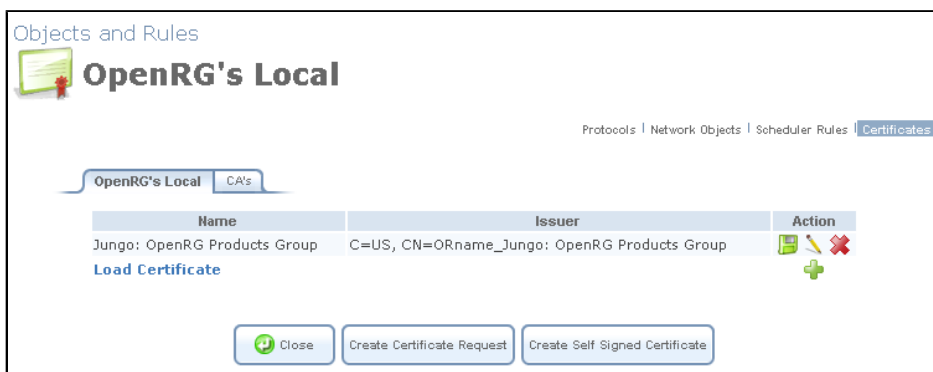 Objects and Rules
OpenRG's Local
Protocols | Network Objects | Scheduler Rules | Certificates
OpenRG's Local CA's
Name Issuer Action
Jungo: OpenRG Products Group C=US, CN=ORname_Jungo: OpenRG Products Group
Load Certificate
Close Create Certificate Request Create Self Signed Certificate